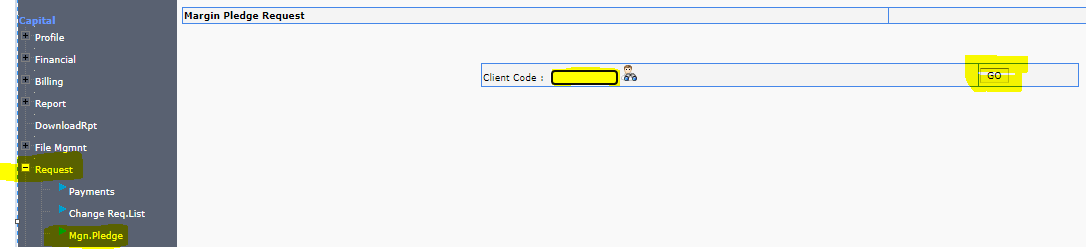 Capital
Profile
Financial
Billing
Report
DownloadRpt
File Mgmnt
Request
Payments
Change Req.List
Mgn.Pledge
Margin Pledge Request
Client Code :
GO